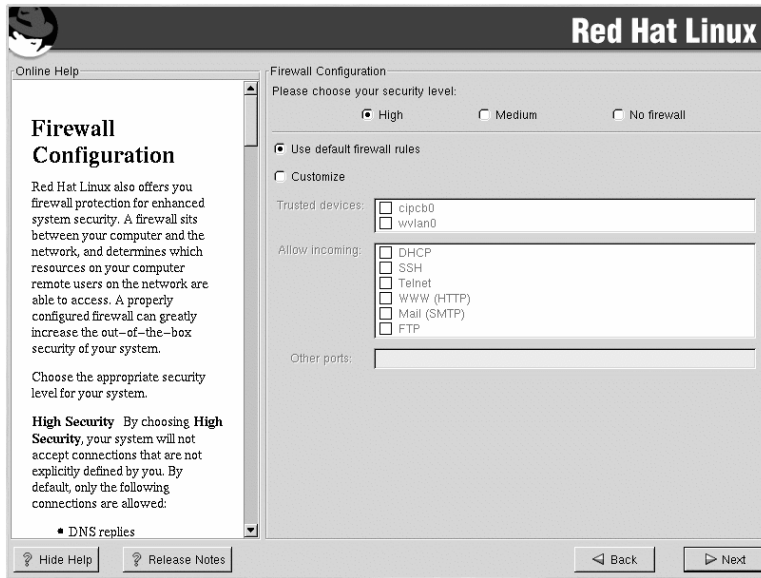 Red Hat Linux
Online Help
Firewall
Configuration
Red Hat Linux also offers you
firewall protection for enhanced
system security. A firewall sits
between your computer and the
network, and determines which
resources on your computer
remote users on the network are
able to access. A properly
configured firewall can greatly
increase the out–of–the–box
security of your system.
Choose the appropriate security
level for your system.
High Security By choosing High
Security, your system will not
accept connections that are not
explicitly defined by you. By
default, only the following
connections are allowed:
• DNS replies
Firewall Configuration
Please choose your security level:
High Medium No firewall
Use default firewall rules
Customize
Trusted devices:
cipcb0
wvlan0
Allow incoming:
DHCP
SSH
Telnet
WWW (HTTP)
Mail (SMTP)
FTP
Other ports:
Hide Help Release Notes Back Next